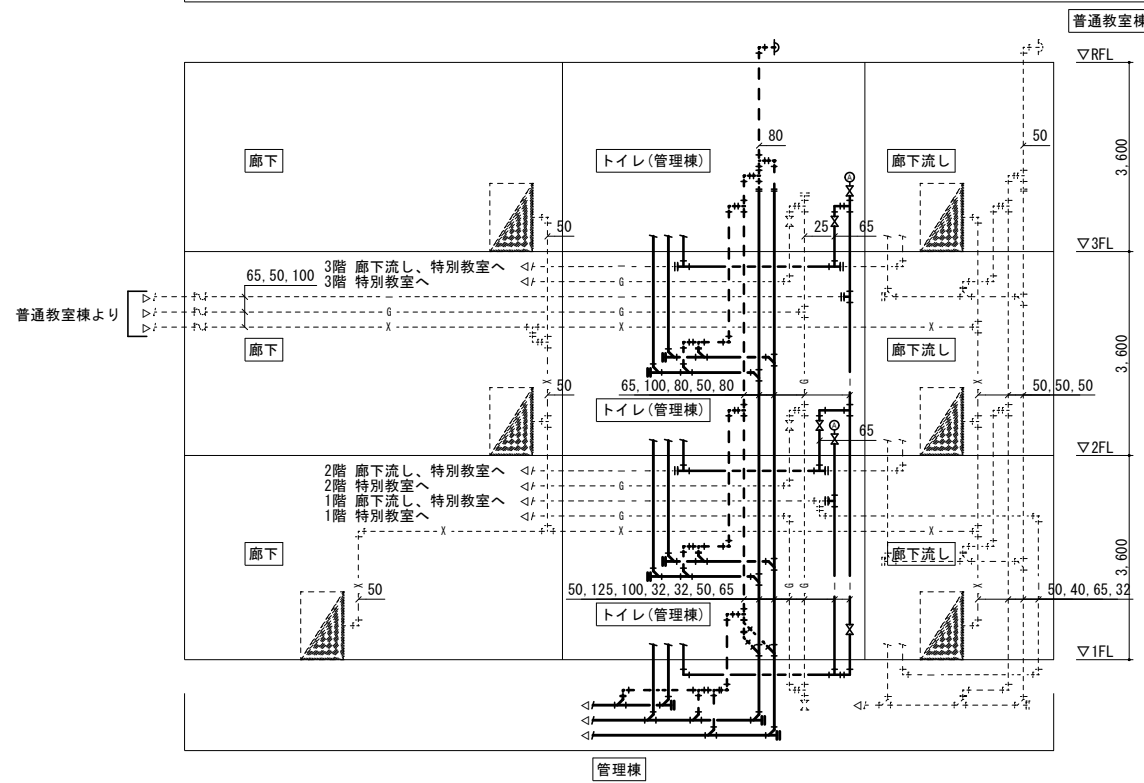 普通教室棟
▽RFL
80
50
廊下
トイレ(管理棟)
廊下流し
3,600
A
50
25
65
▽3FL
3階 廊下流し、特別教室へ
65,50,100
3階 特別教室へ
G
普通教室棟より
G
X
X
廊下
廊下流し
3,600
X
50
65,100,80,50,80
G
X
50,50,50
トイレ(管理棟)
A
65
▽2FL
2階 廊下流し、特別教室へ
2階 特別教室へ
G
1階 廊下流し、特別教室へ
1階 特別教室へ
G
X
X
廊下
廊下流し
3,600
X
50
50,125,100,32,32,50,65
G
G
X
50,40,65,32
トイレ(管理棟)
▽1FL
管理棟